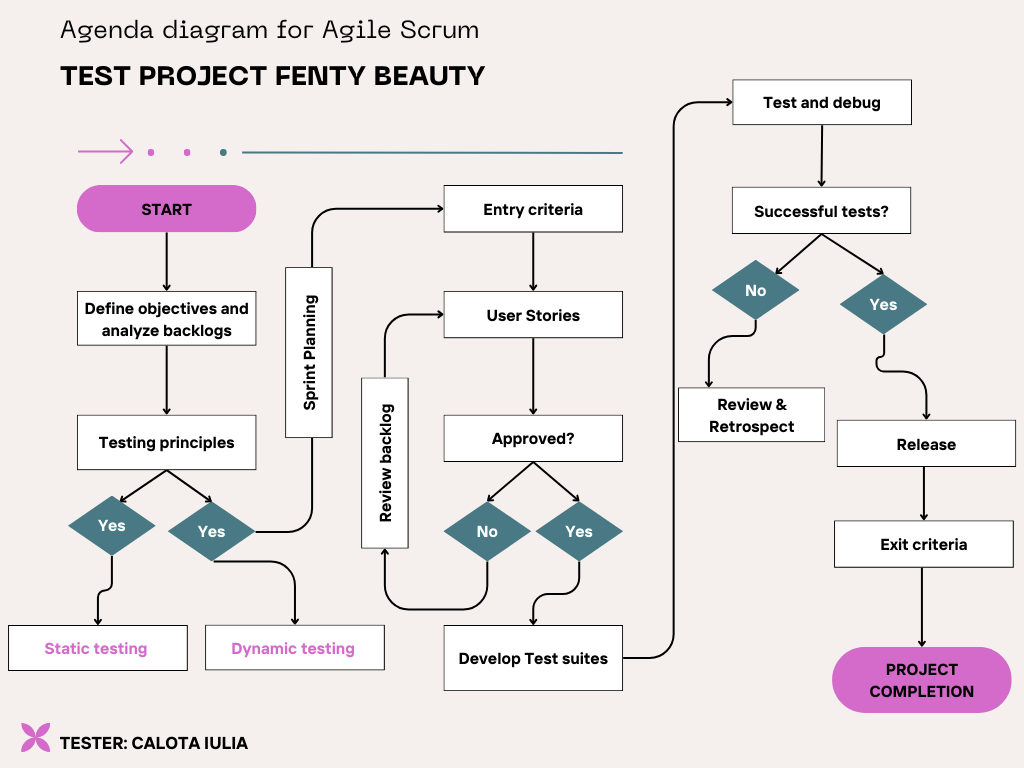 Agenda diagram for Agile Scrum
TEST PROJECT FENTY BEAUTY
START
Define objectives and
analyze backlogs
Testing principles
Yes
Yes
Static testing
Dynamic testing
Sprint Planning
Entry criteria
User Stories
Review backlog
Approved?
No
Yes
Develop Test suites
Test and debug
Successful tests?
No
Yes
Review &
Retrospect
Release
Exit criteria
PROJECT
COMPLETION
TESTER: CALOTA IULIA